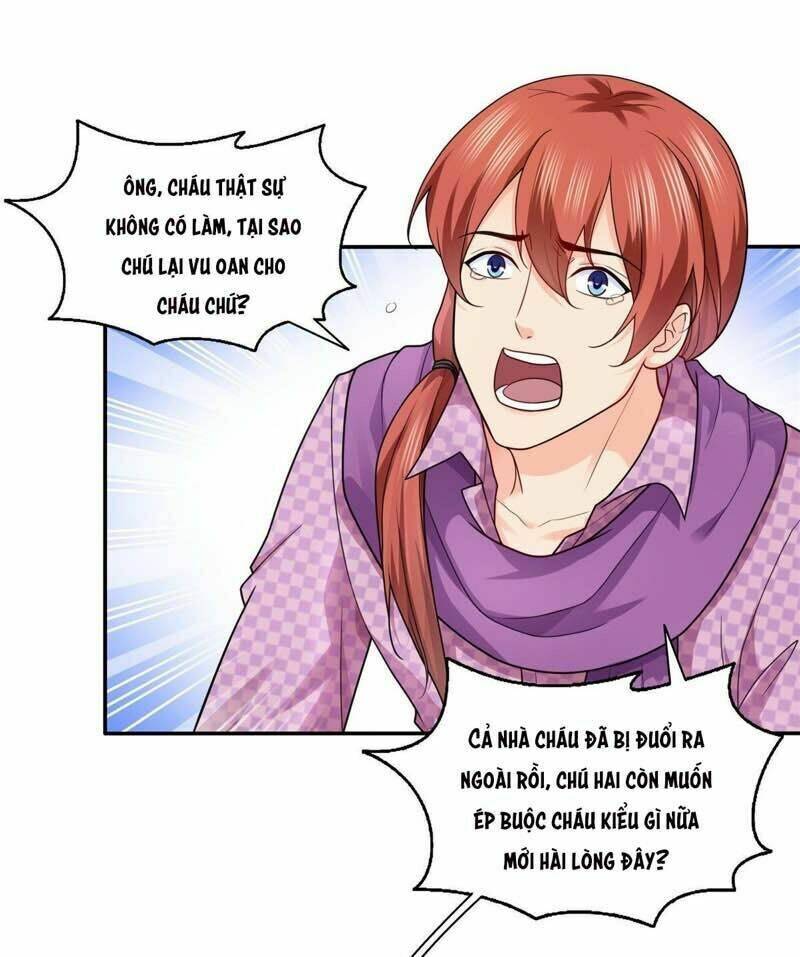 ÔNG, CHÁU THẬT SỰ
KHÔNG CÓ LÀM, TẠI SAO
CHÚ LẠI VU OAN CHO
CHÁU CHỨ?
CẢ NHÀ CHÁU ĐÃ BỊ ĐUỔI RA
NGOÀI RỒI, CHÚ HAI CÒN MUỐN
ÉP BUỘC CHÁU KIỂU GÌ NỮA
MỚI HÀI LÒNG ĐÂY?